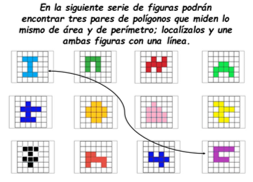 En la siguiente serie de figuras podrán
encontrar tres pares de polígonos que miden lo
mismo de área y de perímetro; localízalos y une
ambas figuras con una línea.